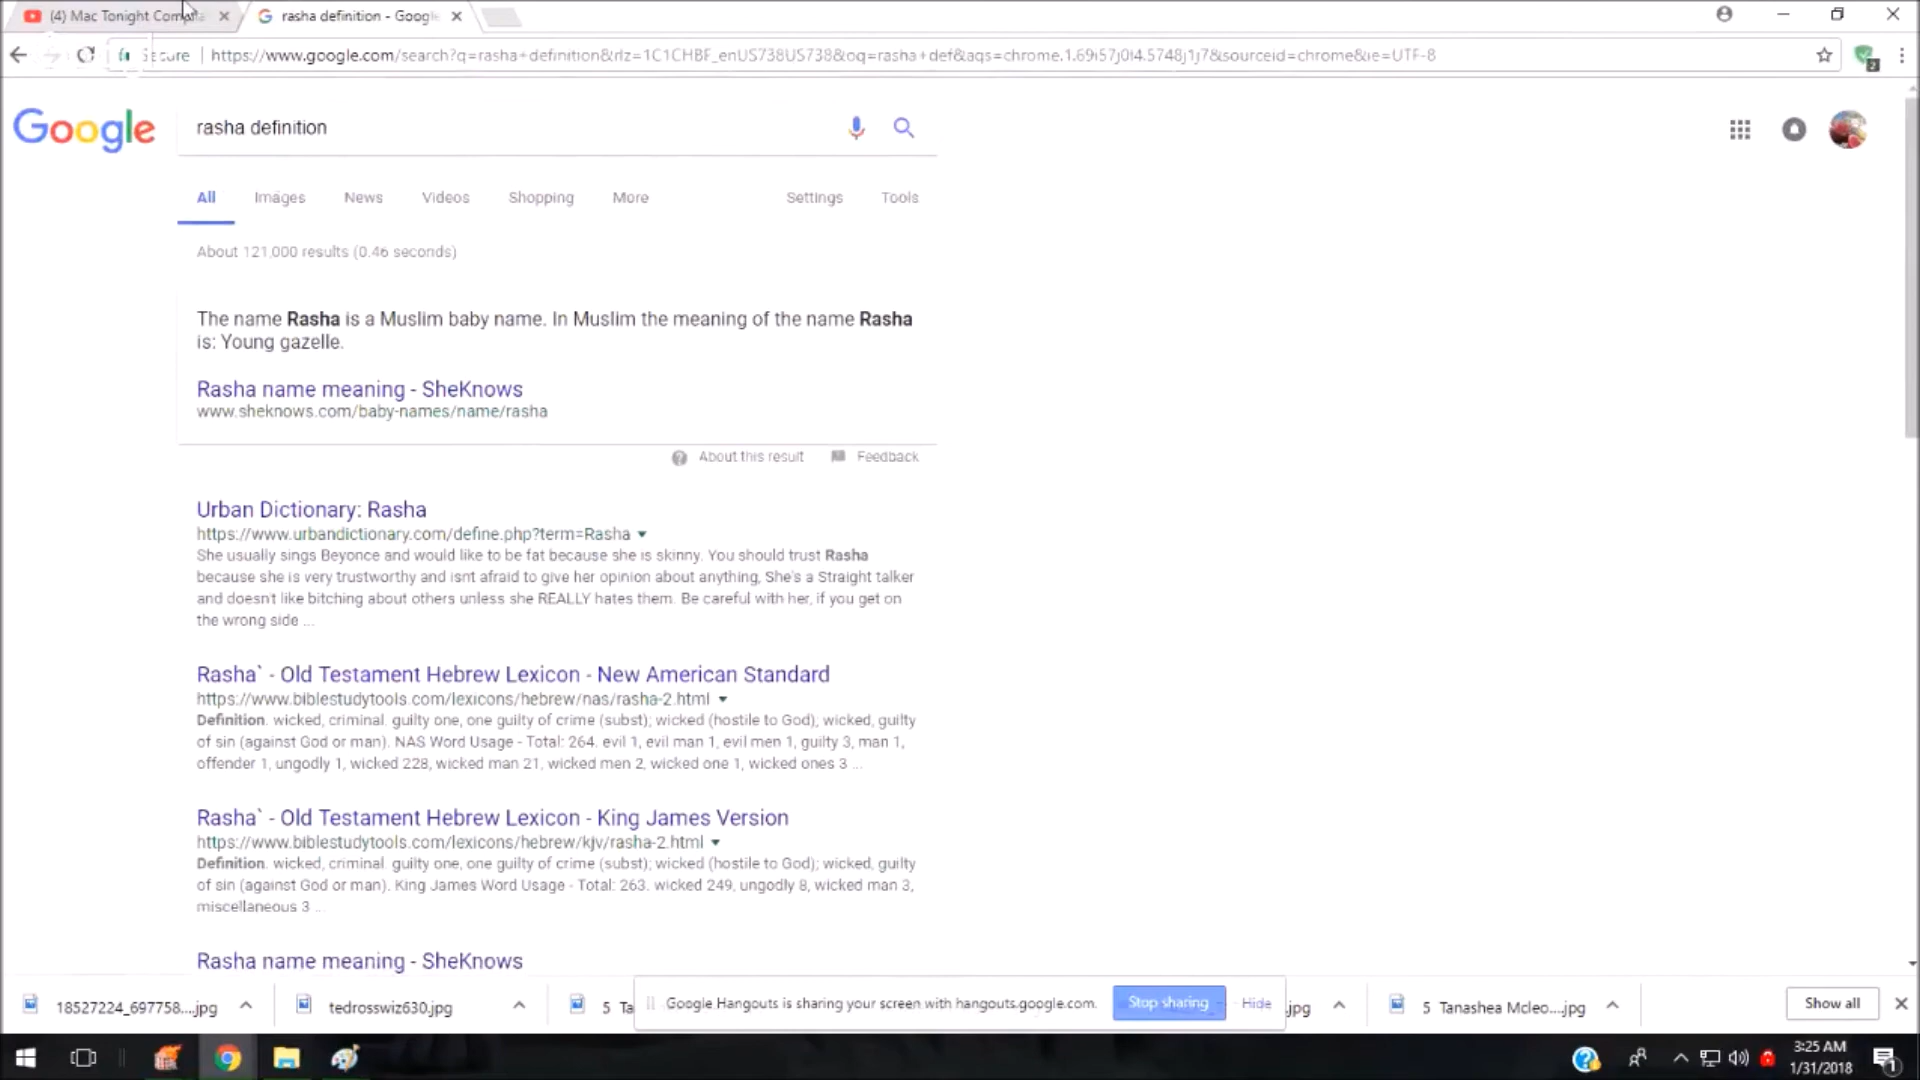 (4) Mac Tonight
rasha definition - Google
Secure
https://www.google.com/search?q=rasha+definition&rlz=1C1CHBF_enUS738US738&oq=rasha+def&aqs=chrome.1.69i57j0l4.5748j1j7&sourceid=chrome&ie=UTF-8
2
Google
rasha definition
All Images News Videos Shopping More Settings Tools
About 121,000 results (0.46 seconds)
The name Rasha is a Muslim baby name. In Muslim the meaning of the name Rasha
is: Young gazelle.
Rasha name meaning - SheKnows
www.sheknows.com/baby-names/name/rasha
About this result Feedback
Urban Dictionary: Rasha
https://www.urbandictionary.com/define.php?term=Rasha
She usually sings Beyonce and would like to be fat because she is skinny. You should trust Rasha
because she is very trustworthy and isnt afraid to give her opinion about anything, She's a Straight talker
and doesn't like bitching about others unless she REALLY hates them. Be careful with her, if you get on
the wrong side ...
Rasha` - Old Testament Hebrew Lexicon - New American Standard
https://www.biblestudytools.com/lexicons/hebrew/nas/rasha-2.html
Definition. wicked, criminal. guilty one, one guilty of crime (subst); wicked (hostile to God); wicked, guilty
of sin (against God or man). NAS Word Usage - Total: 264. evil 1, evil man 1, evil men 1, guilty 3, man 1,
offender 1, ungodly 1, wicked 228, wicked man 21, wicked men 2, wicked one 1, wicked ones 3 ...
Rasha` - Old Testament Hebrew Lexicon - King James Version
https://www.biblestudytools.com/lexicons/hebrew/kjv/rasha-2.html
Definition. wicked, criminal. guilty one, one guilty of crime (subst); wicked (hostile to God); wicked, guilty
of sin (against God or man). King James Word Usage - Total: 263. wicked 249, ungodly 8, wicked man 3,
miscellaneous 3 ...
Rasha name meaning - SheKnows
18527224_697758....jpg
tedrosswiz630.jpg
5 Ta
Google Hangouts is sharing your screen with hangouts.google.com.
Stop sharing
Hide
.jpg
5 Tanashea Mcleo....jpg
Show all
3:25 AM
1/31/2018
1